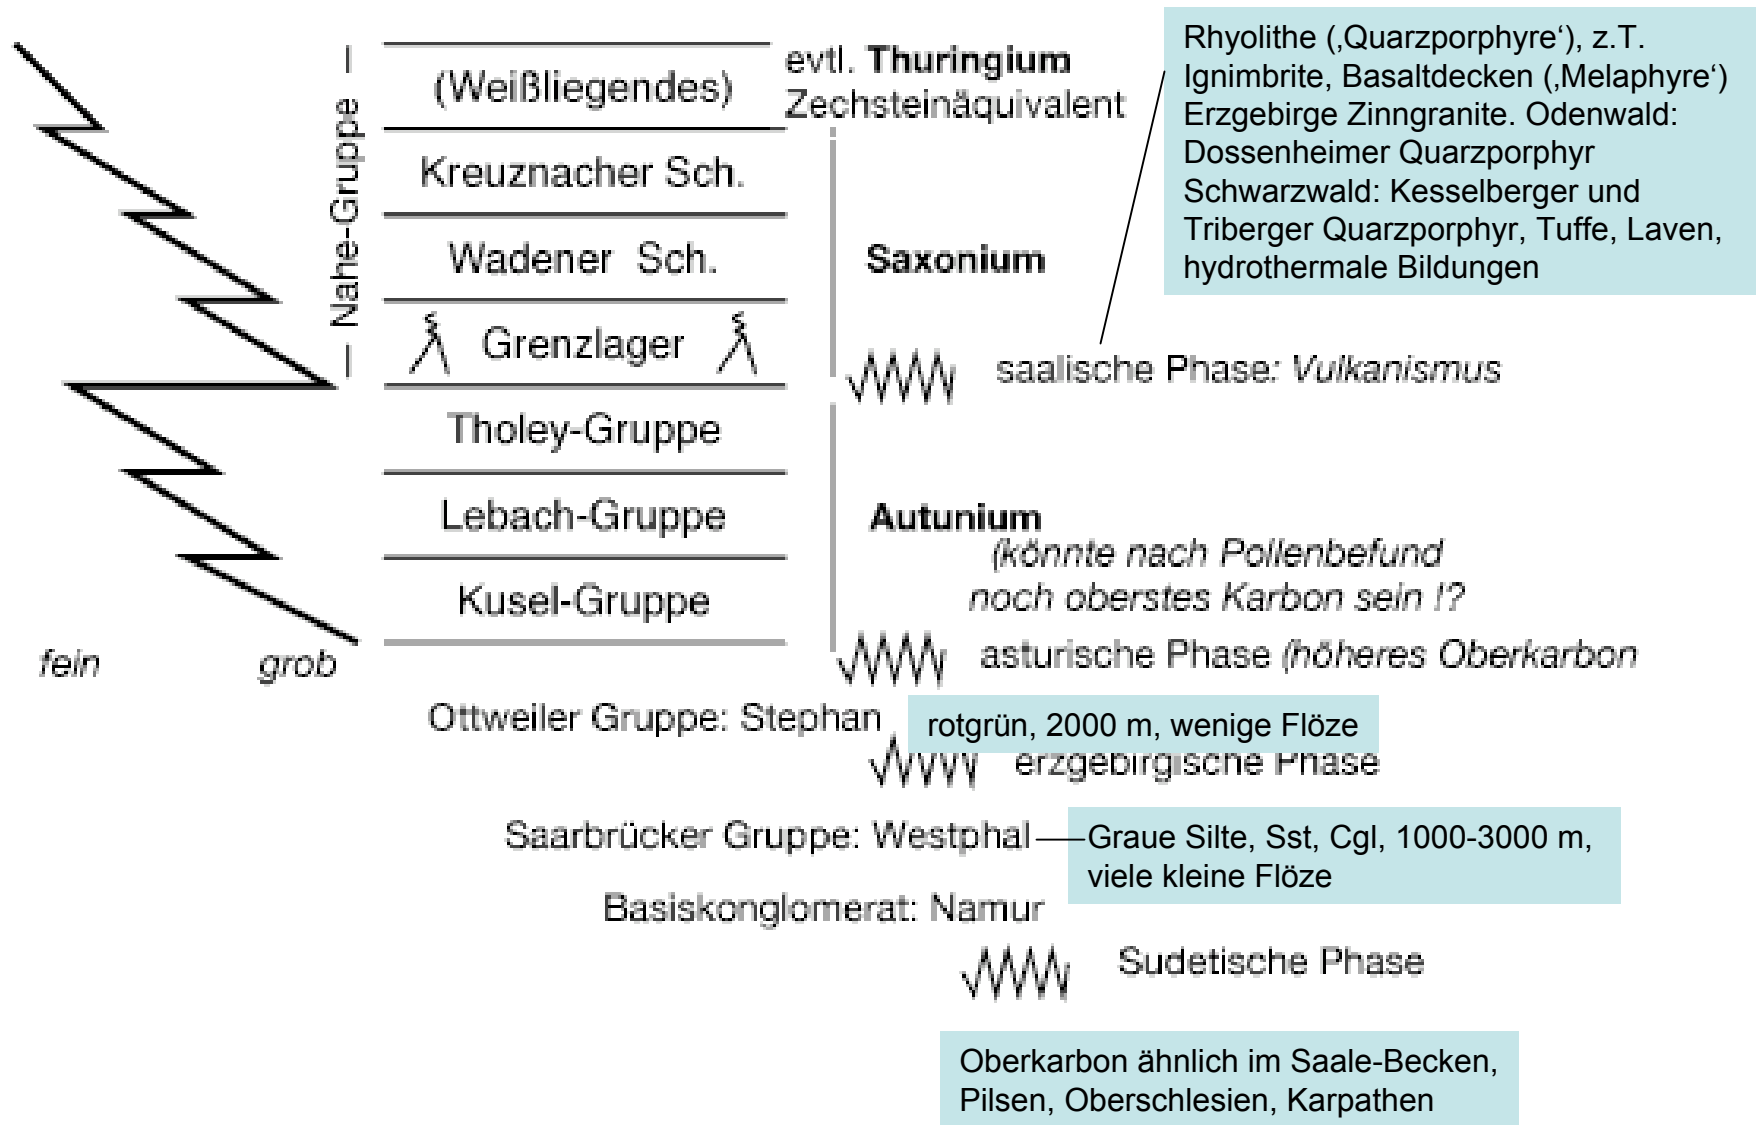 Rhyolithe (‚Quarzporphyre‘), z.T.
Ignimbrite, Basaltdecken (‚Melaphyre‘)
Erzgebirge Zinngranite. Odenwald:
Dossenheimer Quarzporphyr
Schwarzwald: Kesselberger und
Triberger Quarzporphyr, Tuffe, Laven,
hydrothermale Bildungen
Nahe-Gruppe
(Weißliegendes)
evtl. Thuringium
Zechsteinäquivalent
Kreuznacher Sch.
Wadener Sch.
Saxonium
Grenzlager
saalische Phase: Vulkanismus
Tholey-Gruppe
Lebach-Gruppe
Autunium
(könnte nach Pollenbefund
noch oberstes Karbon sein !?
Kusel-Gruppe
fein
grob
asturische Phase (höheres Oberkarbon
Ottweiler Gruppe: Stephan
rotgrün, 2000 m, wenige Flöze
erzgebirgische Phase
Saarbrücker Gruppe: Westphal
Graue Silte, Sst, Cgl, 1000-3000 m,
viele kleine Flöze
Basiskonglomerat: Namur
Sudetische Phase
Oberkarbon ähnlich im Saale-Becken,
Pilsen, Oberschlesien, Karpathen